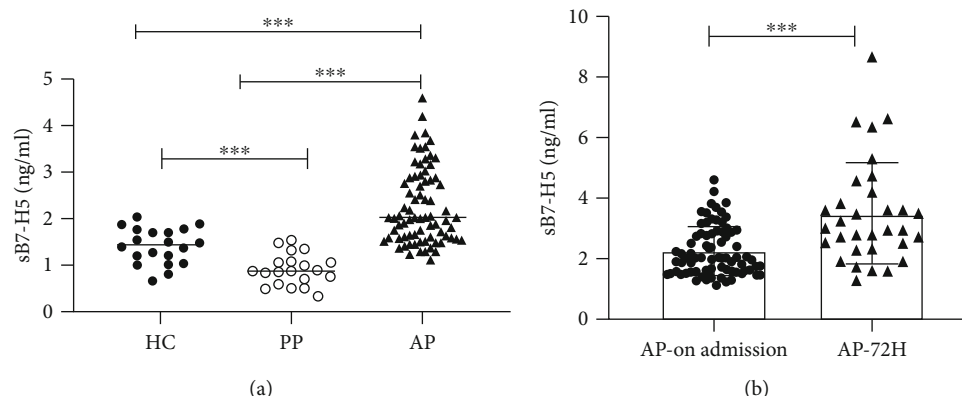 ***
***
***
sB7-H5 (ng/ml)
5
4
3
2
1
0
HC PP AP
(a)
***
sB7-H5 (ng/ml)
10
8
6
4
2
0
AP-on admission AP-72H
(b)